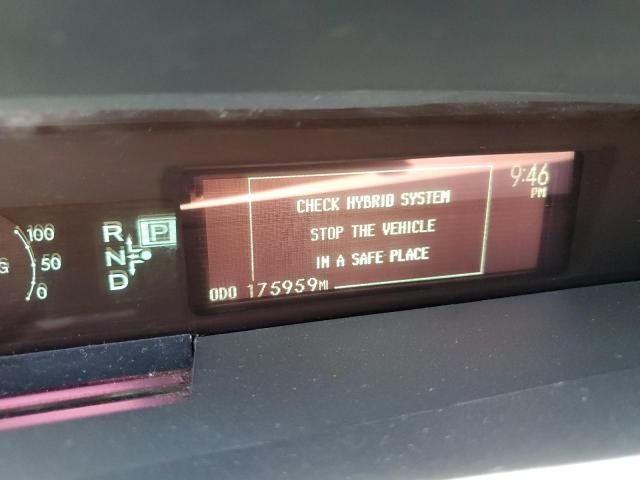 CHECK HYBRID SYSTEM
STOP THE VEHICLE
IN A SAFE PLACE
9:46
PM
ODO 175959MI
100
50
0
G
R P
N
D